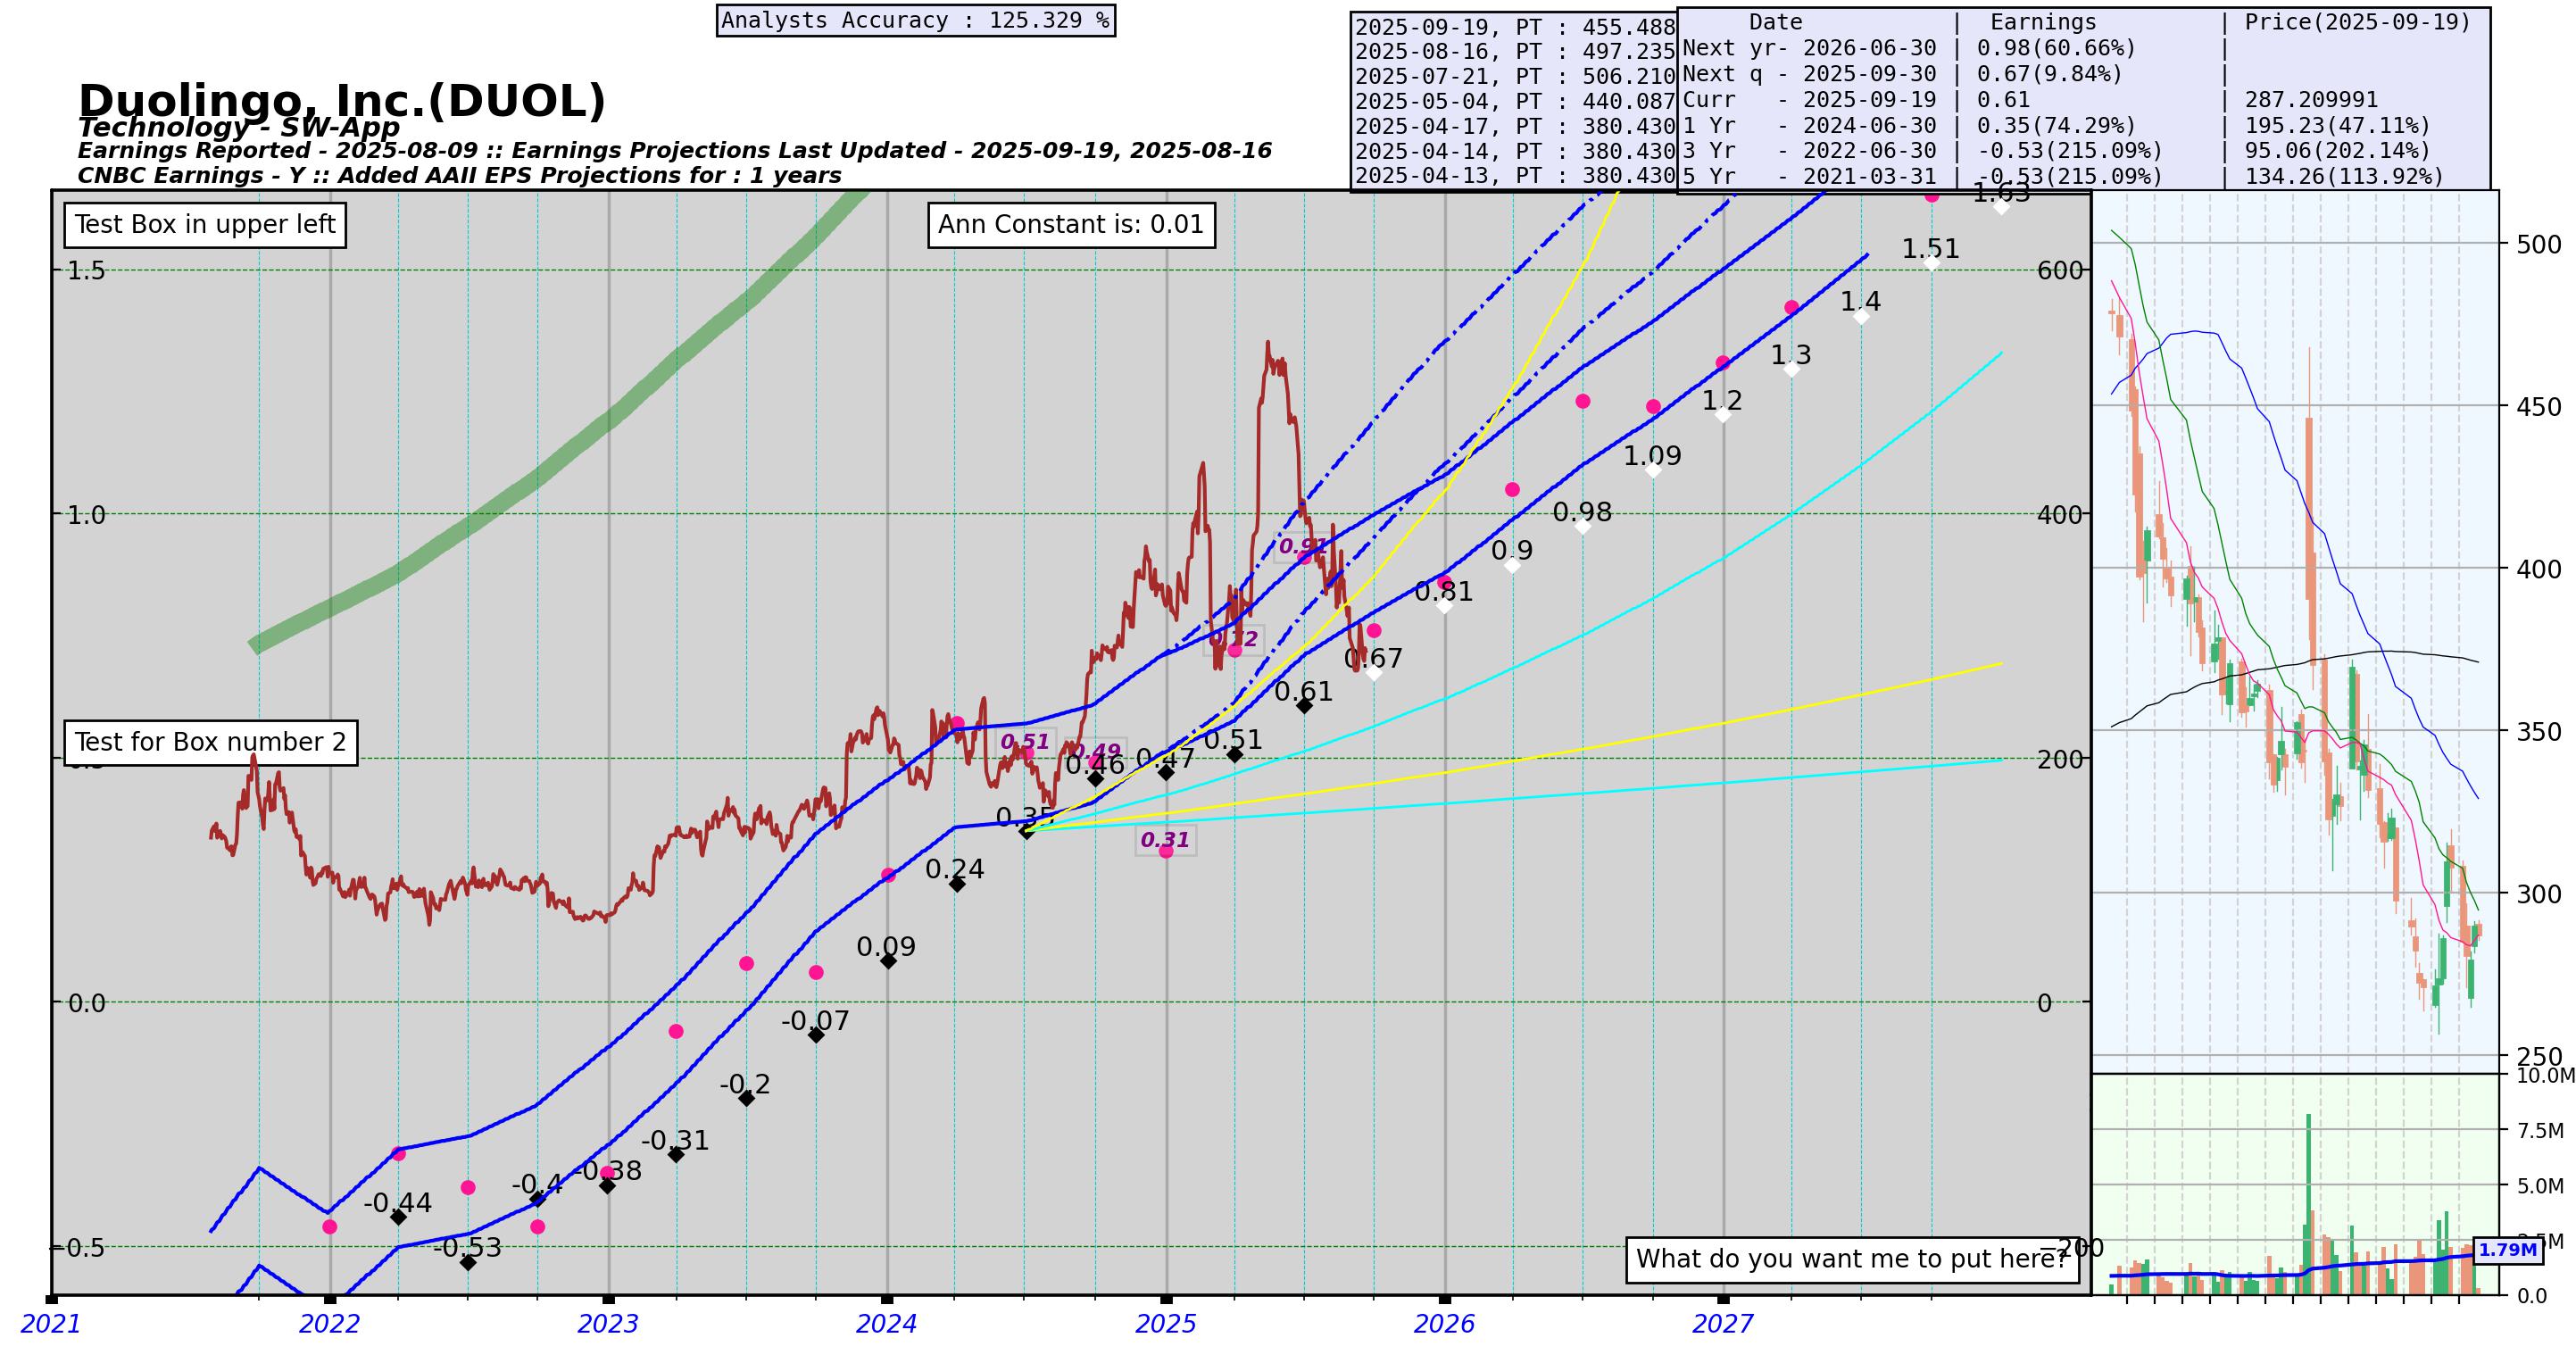 Analysts Accuracy : 125.329 %
Duolingo, Inc.(DUOL)
Technology - SW-App
Earnings Reported - 2025-08-09 :: Earnings Projections Last Updated - 2025-09-19, 2025-08-16
CNBC Earnings - Y :: Added AAII EPS Projections for : 1 years
2025-09-19, PT : 455.488
2025-08-16, PT : 497.235
2025-07-21, PT : 506.210
2025-05-04, PT : 440.087
2025-04-17, PT : 380.430
2025-04-14, PT : 380.430
2025-04-13, PT : 380.430
Date | Earnings | Price(2025-09-19)
Next yr- 2026-06-30 | 0.98(60.66%) |
Next q - 2025-09-30 | 0.67(9.84%) |
Curr - 2025-09-19 | 0.61 | 287.209991
1 Yr - 2024-06-30 | 0.35(74.29%) | 195.23(47.11%)
3 Yr - 2022-06-30 | -0.53(215.09%) | 95.06(202.14%)
5 Yr - 2021-03-31 | -0.53(215.09%) | 134.26(113.92%)
Test Box in upper left
Ann Constant is: 0.01
Test for Box number 2
What do you want me to put here?
1.5
1.0
0.0
−0.5
600
400
200
0
−200
-0.44
-0.53
-0.4
-0.38
-0.31
-0.2
-0.07
0.09
0.24
0.35
0.46
0.47
0.51
0.61
0.67
0.81
0.9
0.98
1.09
1.2
1.3
1.4
1.51
1.63
0.51
0.49
0.31
0.72
0.91
2021
2022
2023
2024
2025
2026
2027
500
450
400
350
300
250
10.0M
7.5M
5.0M
1.79M
0.0